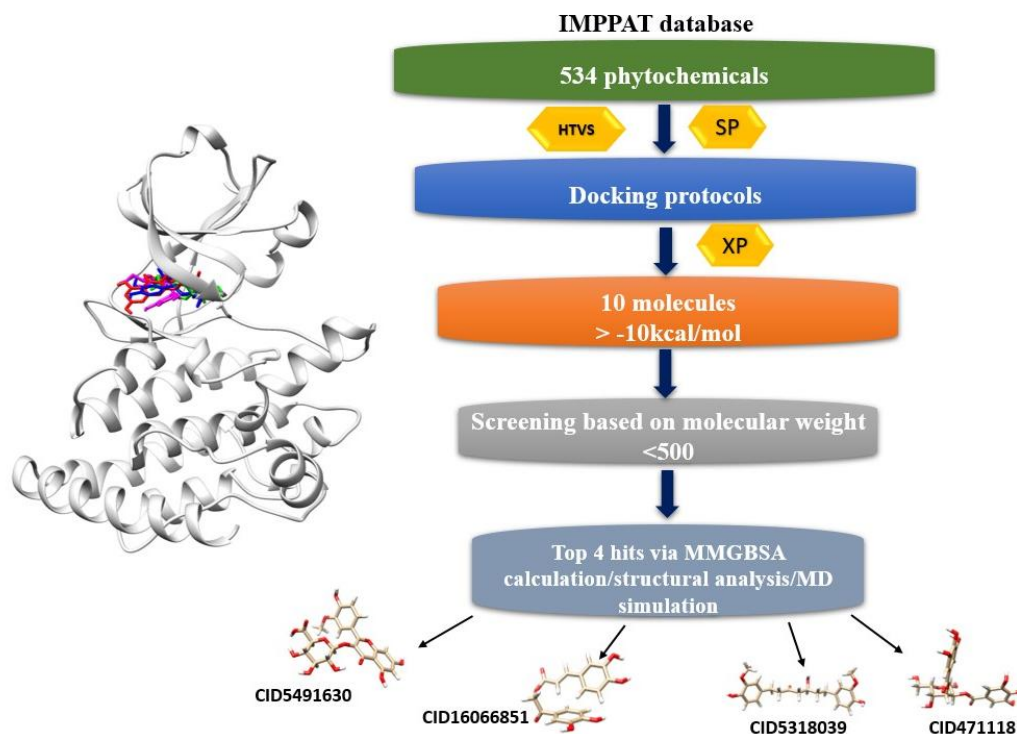 IMPPAT database
534 phytochemicals
HTVS
SP
Docking protocols
XP
10 molecules
> -10kcal/mol
Screening based on molecular weight
<500
Top 4 hits via MMGBSA
calculation/structural analysis/MD
simulation
CID5491630
CID16066851
CID5318039
CID471118